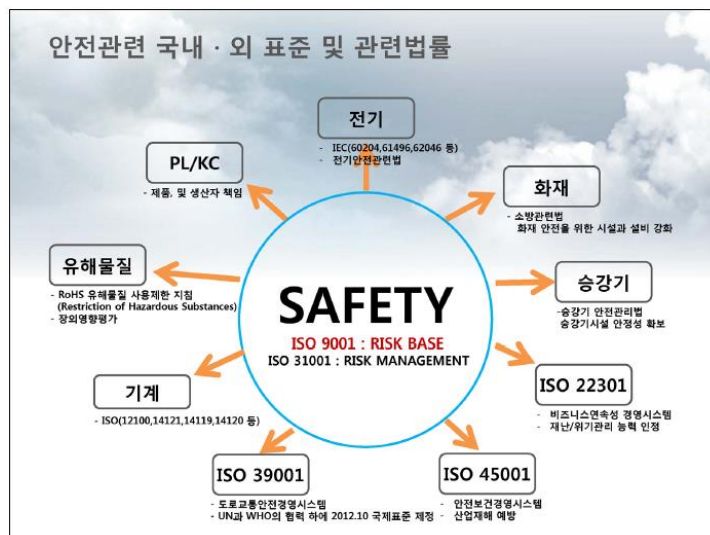 안전관련 국내 · 외 표준 및 관련법률
전기
- IEC(60204,61496,62046 등)
- 전기안전관련법
PL/KC
- 제품, 및 생산자 책임
화재
- 소방관련법
화재 안전을 위한 시설과 설비 강화
유해물질
- RoHS 유해물질 사용제한 지침
(Restriction of Hazardous Substances)
- 장외영향평가
승강기
-승강기 안전관리법
승강기시설 안정성 확보
SAFETY
ISO 9001 : RISK BASE
ISO 31001 : RISK MANAGEMENT
기계
- ISO(12100,14121,14119,14120 등)
ISO 22301
- 비즈니스연속성 경영시스템
- 재난/위기관리 능력 인정
ISO 39001
- 도로교통안전경영시스템
- UN과 WHO의 협력 하에 2012.10 국제표준 제정
ISO 45001
- 안전보건경영시스템
- 산업재해 예방